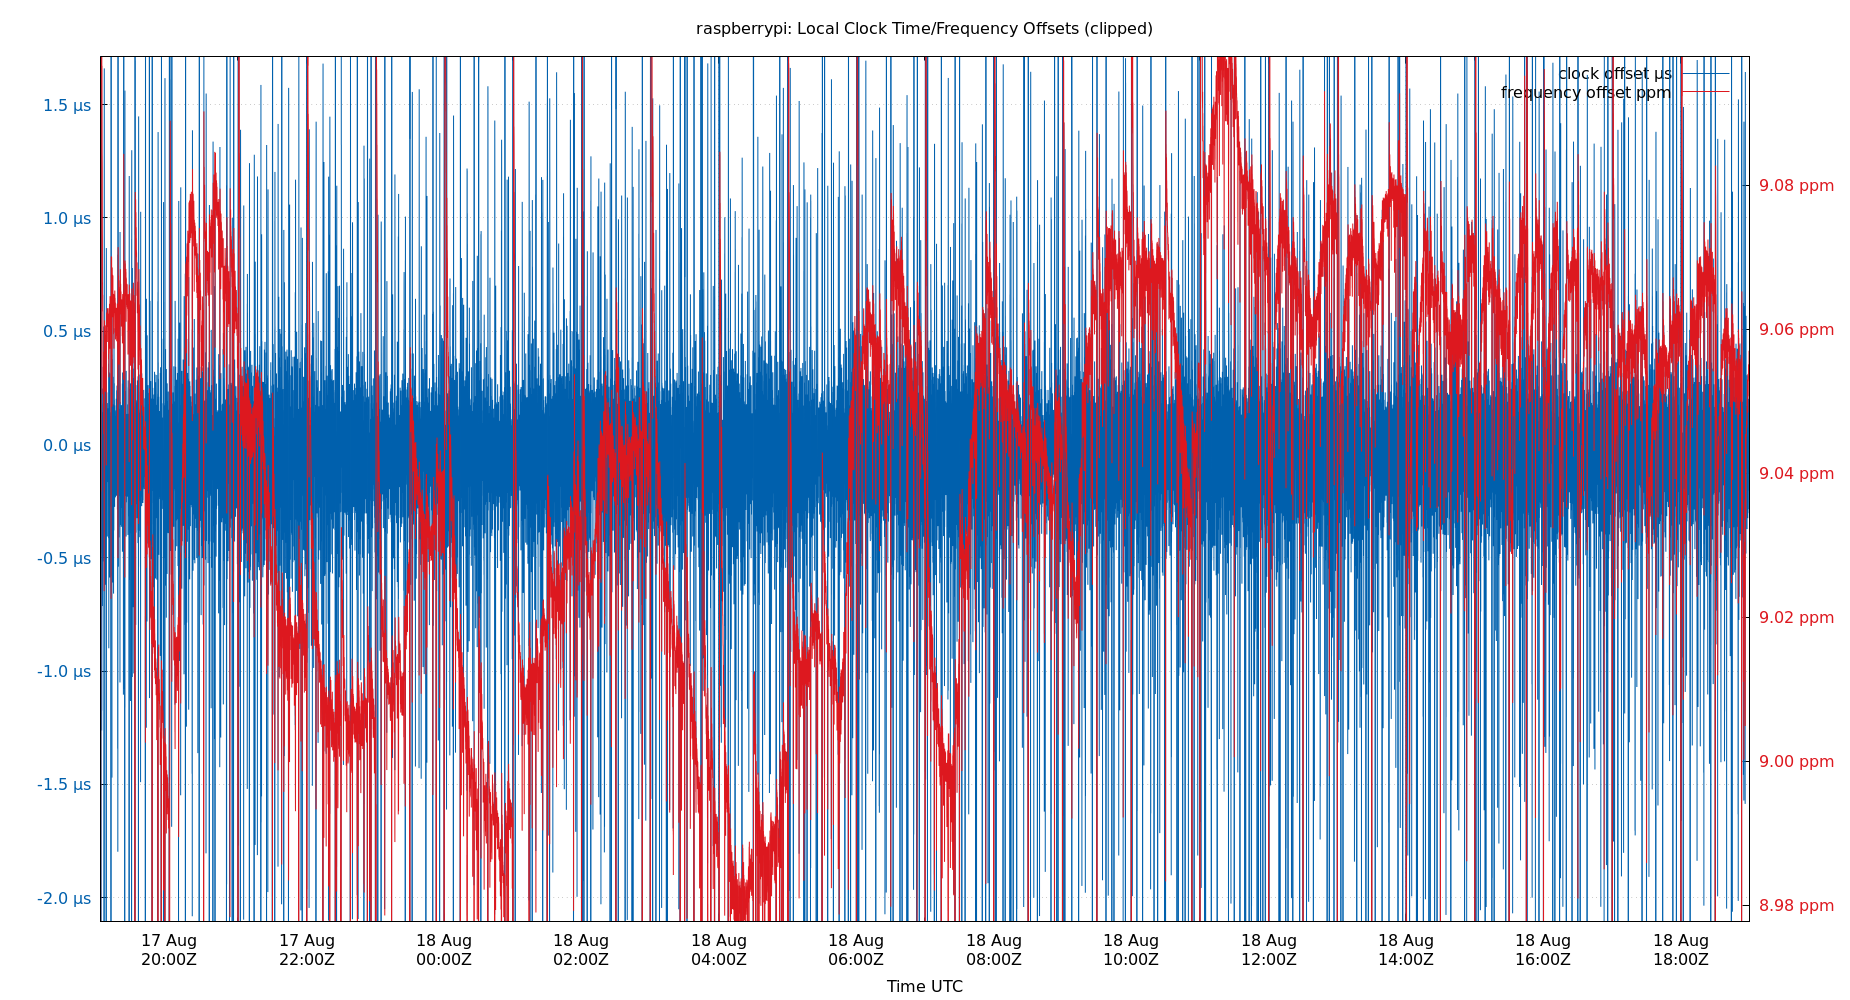 raspberrypi: Local Clock Time/Frequency Offsets (clipped)
clock offset µs
frequency offset ppm
1.5 µs
1.0 µs
0.5 µs
0.0 µs
-0.5 µs
-1.0 µs
-1.5 µs
-2.0 µs
9.08 ppm
9.06 ppm
9.04 ppm
9.02 ppm
9.00 ppm
8.98 ppm
17 Aug 17 Aug 18 Aug 18 Aug 18 Aug 18 Aug 18 Aug 18 Aug 18 Aug 18 Aug 18 Aug 18 Aug
20:00Z 22:00Z 00:00Z 02:00Z 04:00Z 06:00Z 08:00Z 10:00Z 12:00Z 14:00Z 16:00Z 18:00Z
Time UTC